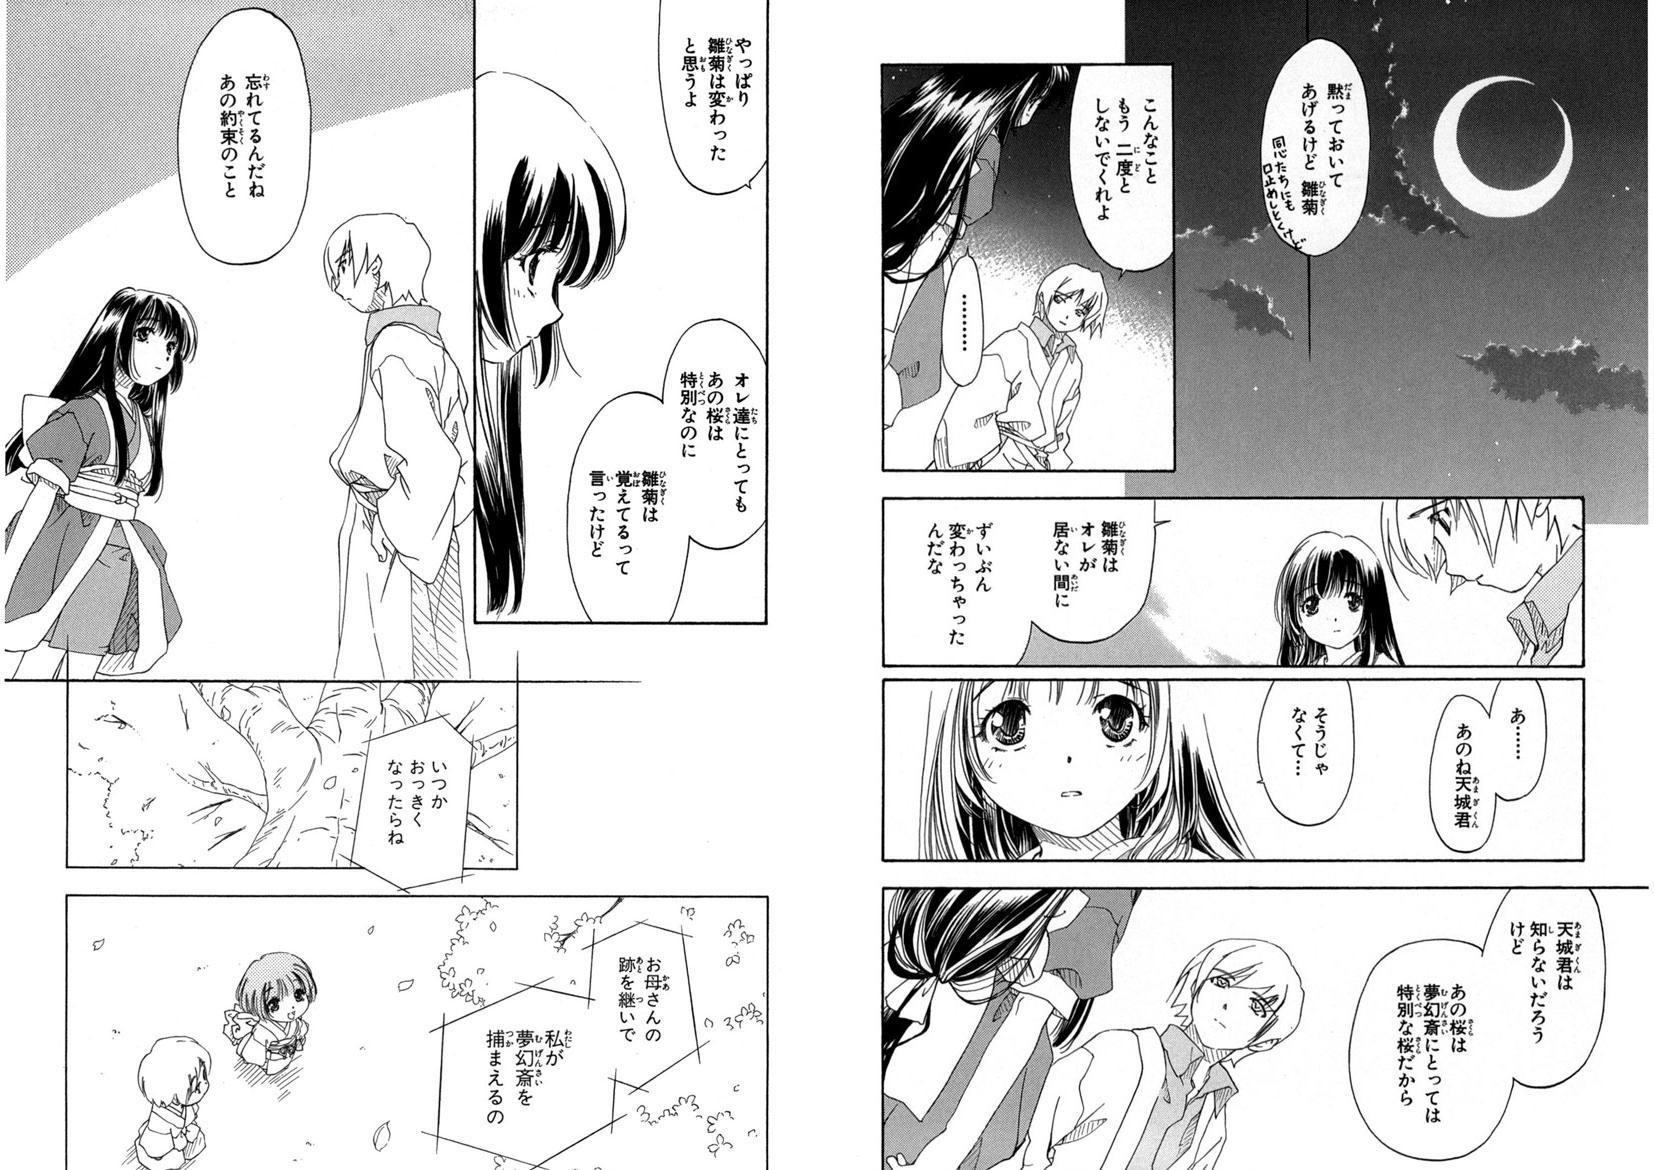 黙っておいて
あげるけど 雛菊
同心たちにも
口止めしとくけど
こんなこと
もう 二度と
しないでくれよ
………
雛菊は
オレが
居ない間に
ずいぶん
変わっちゃった
んだな
あ……
あのね天城君
そうじゃ
なくて…
天城君は
知らないだろう
けど
あの桜は
夢幻斎にとっては
特別な桜だから
やっぱり
雛菊は変わった
と思うよ
オレ達にとっても
あの桜は
特別なのに
雛菊は
覚えてるって
言ったけど
忘れてるんだね
あの約束のこと
いつか
おっきく
なったらね
お母さんの
跡を継いで
私が
夢幻斎を
捕まえるの